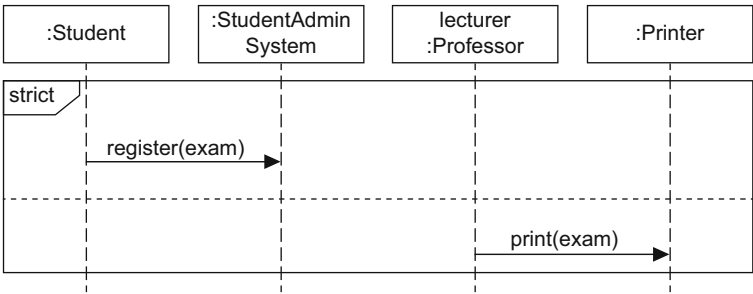 :Student
:StudentAdmin
System
lecturer
:Professor
:Printer
strict
register(exam)
print(exam)